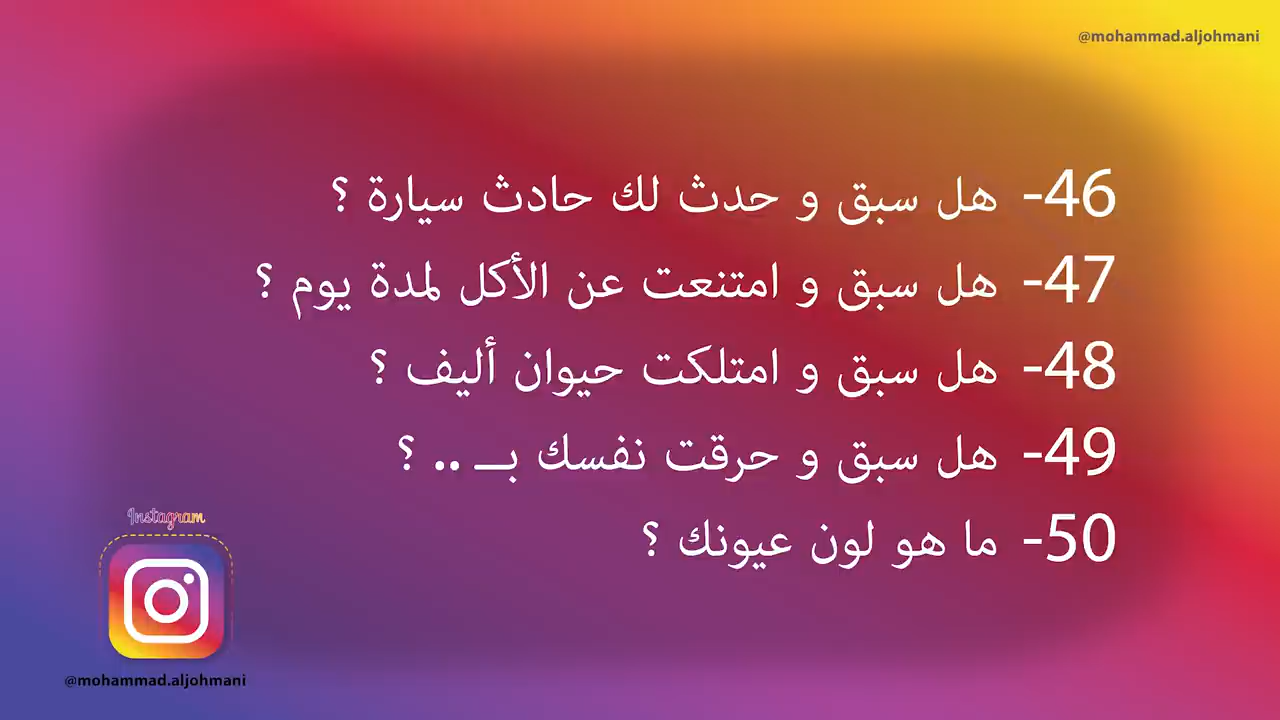 @mohammad.aljohmani
46- هل سبق و حدث لك حادث سيارة ؟
47- هل سبق و امتنعت عن الأكل لمدة يوم ؟
48- هل سبق و امتلكت حيوان أليف ؟
49- هل سبق و حرقت نفسك بــ .. ؟
50- ما هو لون عيونك ؟
Instagram
@mohammad.aljohmani